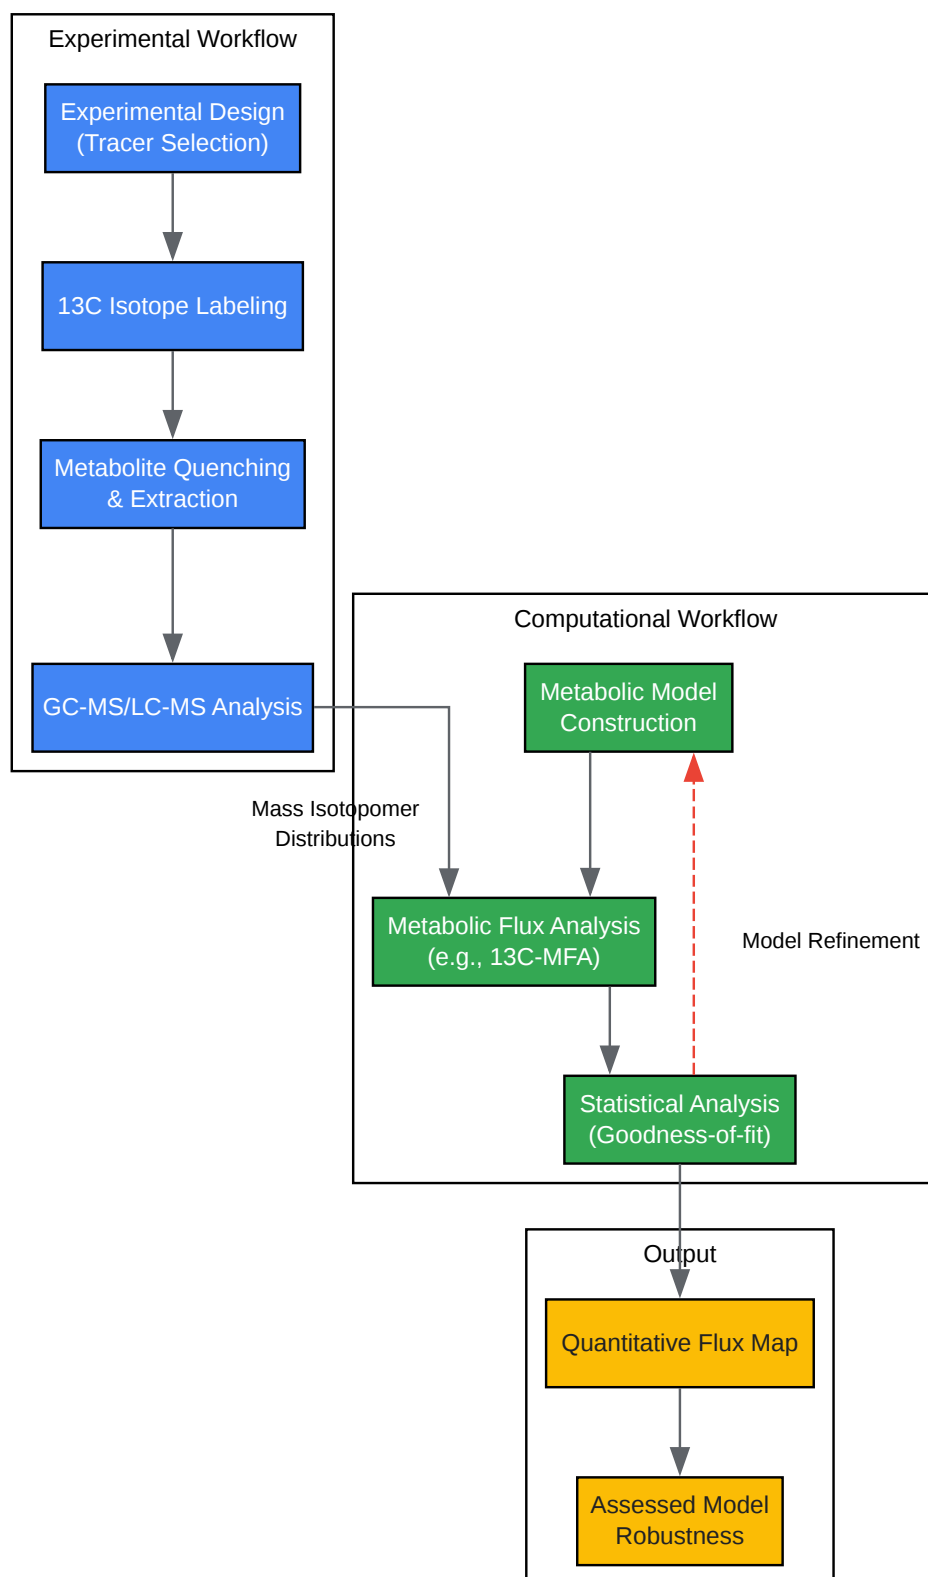 Experimental Workflow
Experimental Design
(Tracer Selection)
13C Isotope Labeling
Metabolite Quenching
& Extraction
GC-MS/LC-MS Analysis
Mass Isotopomer
Distributions
Computational Workflow
Metabolic Model
Construction
Metabolic Flux Analysis
(e.g., 13C-MFA)
Model Refinement
Statistical Analysis
(Goodness-of-fit)
Output
Quantitative Flux Map
Assessed Model
Robustness